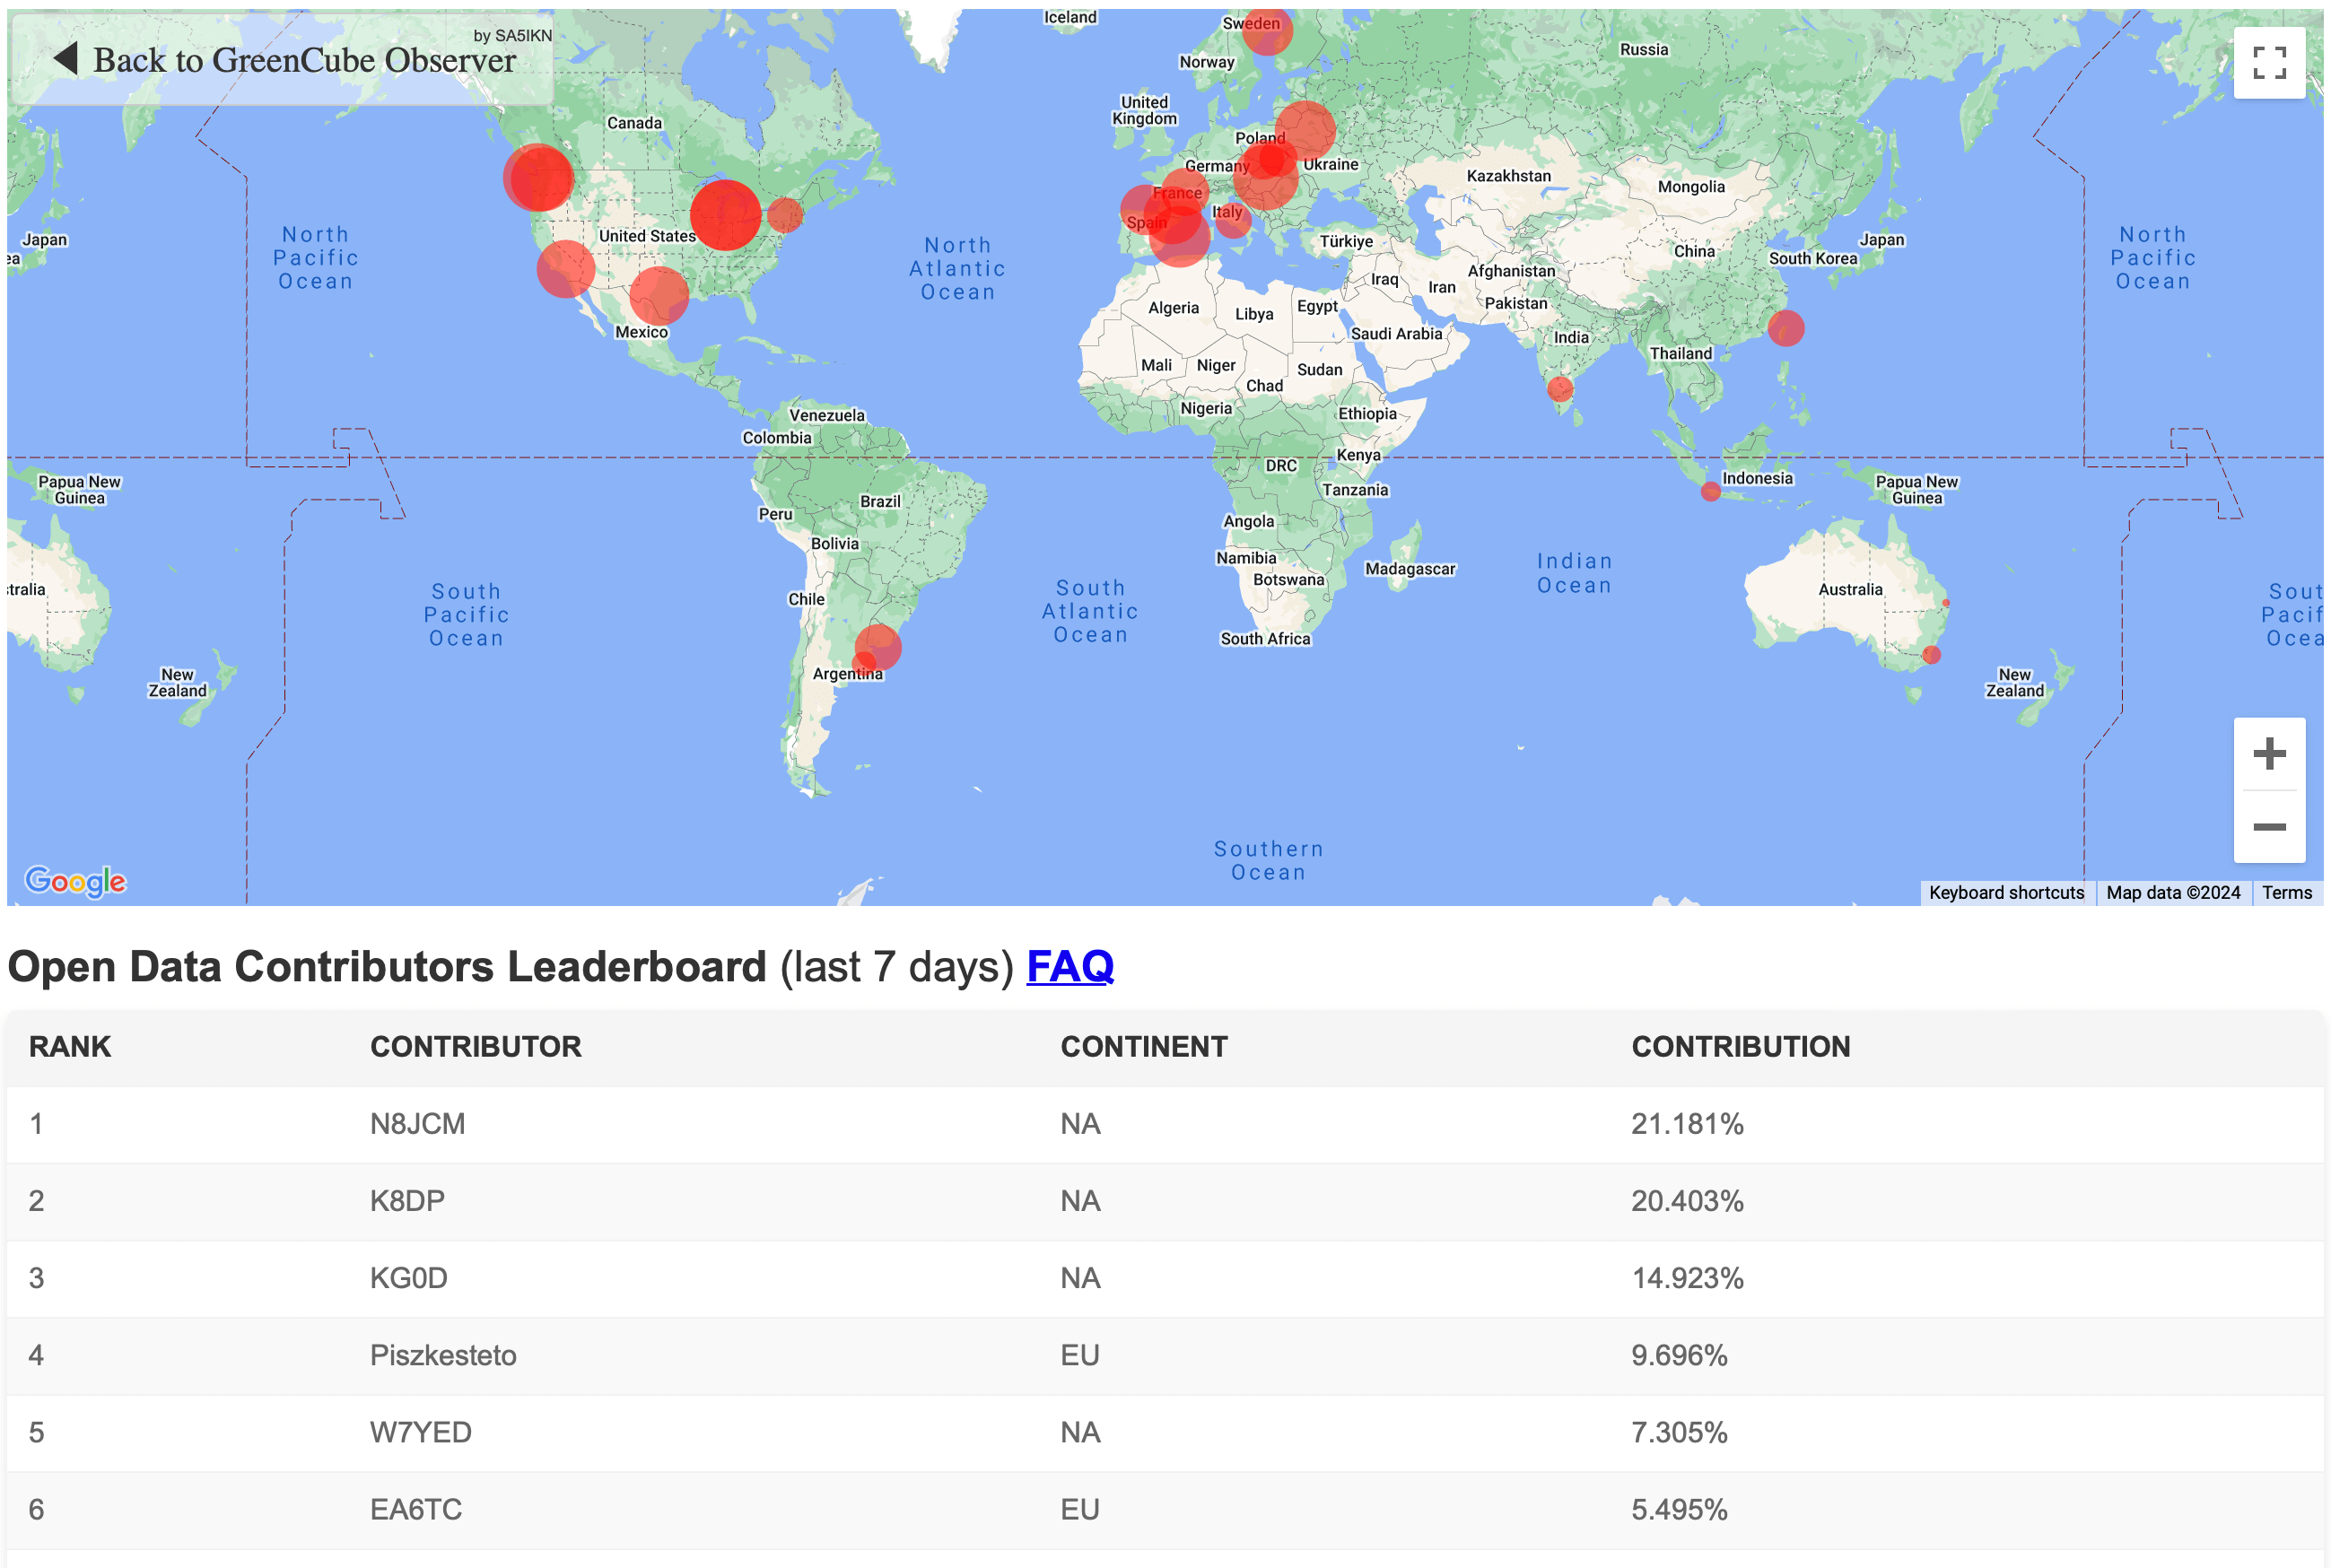 Iceland
Sweden
by SA5IKN
Back to GreenCube Observer
Russia
Norway
United
Kingdom
Canada
Poland
Germany
Ukraine
Kazakhstan
Mongolia
France
Spain
Italy
United States
Türkiye
Japan
ea
North
Pacific
Ocean
North
Atlantic
Ocean
China
South Korea
Japan
North
Pacific
Ocean
Iraq
Iran
Afghanistan
Pakistan
Algeria
Libya
Egypt
Saudi Arabia
India
Mexico
Thailand
Mali
Niger
Chad
Sudan
Nigeria
Ethiopia
Venezuela
Colombia
DRC
Kenya
Papua New
Guinea
Brazil
Peru
Tanzania
Indonesia
Papua New
Guinea
Angola
Bolivia
Namibia
Botswana
Madagascar
Indian
Ocean
stralia
South
Pacific
Ocean
Chile
South
Atlantic
Ocean
Australia
Sout
Pacif
Ocea
South Africa
Argentina
New
Zealand
New
Zealand
Southern
Ocean
Google
Keyboard shortcuts
Map data ©2024
Terms
Open Data Contributors Leaderboard (last 7 days) FAQ
RANK CONTRIBUTOR CONTINENT CONTRIBUTION
1 N8JCM NA 21.181%
2 K8DP NA 20.403%
3 KG0D NA 14.923%
4 Piszkesteto EU 9.696%
5 W7YED NA 7.305%
6 EA6TC EU 5.495%